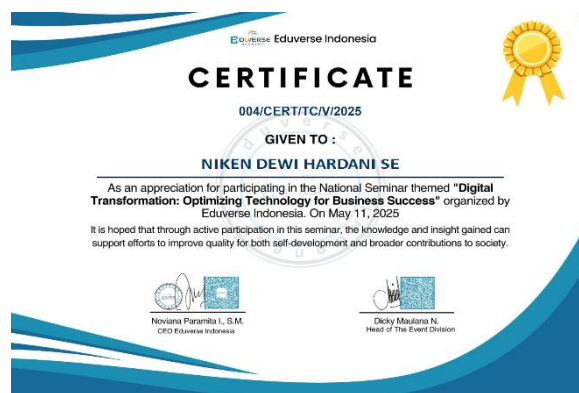 EDUVERSE Eduverse Indonesia
CERTIFICATE
004/CERT/TC/V/2025
GIVEN TO :
NIKEN DEWI HARDANI SE
As an appreciation for participating in the National Seminar themed "Digital
Transformation: Optimizing Technology for Business Success" organized by
Eduverse Indonesia. On May 11, 2025
It is hoped that through active participation in this seminar, the knowledge and insight gained can
support efforts to improve quality for both self-development and broader contributions to society.
Noviana Paramita I., S.M.
CEO Eduverse Indonesia
Dicky Maulana N.
Head of The Event Division